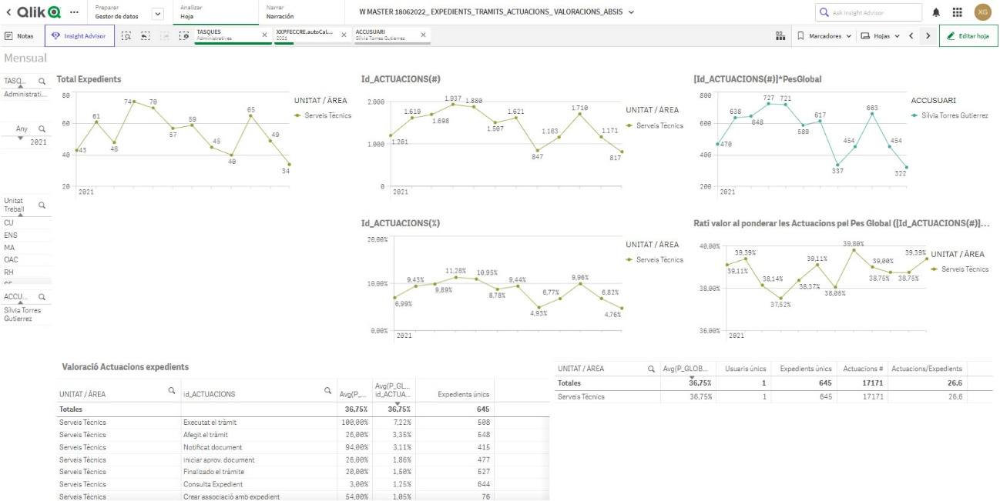 Qlik
Preparar
Gestor de datos
Analizar
Hoja
Narrar
Narración
W MASTER 18062022_ EXPEDIENTS_TRAMITS_ACTUACIONS_ VALORACIONS_ABSIS
Ask Insight Advisor
XG
Notas
Insight Advisor
TASQUES
Administratives
XXPFECCRE.autoCal...
2021
ACCUSUARI
Sílvia Torres Gutierrez
Marcadores
Hojas
Editar hoja
Mensual
TASQ...
Administrati...
Any
2021
Unitat Treball
CU
ENS
MA
OAC
RH
ACCU...
Sílvia Torres Gutierrez
Total Expedients
80
60
40
20
43
61
48
74
70
57
59
45
40
65
49
34
2021
UNITAT / ÀREA
Serveis Tècnics
Id_ACTUACIONS(#)
2.000
1.000
0
1.201
1.619
1.696
1.937
1.880
1.507
1.621
847
1.163
1.710
1.171
817
2021
UNITAT / ÀREA
Serveis Tècnics
[Id_ACTUACIONS(#)]*PesGlobal
800
600
400
200
470
638
648
727
721
589
617
337
454
663
454
322
2021
ACCUSUARI
Sílvia Torres Gutierrez
Id_ACTUACIONS(%)
20,00%
10,00%
0,00%
6,99%
9,43%
9,89%
11,28%
10,95%
8,78%
9,44%
4,93%
6,77%
9,96%
6,82%
4,76%
2021
UNITAT / ÀREA
Serveis Tècnics
Rati valor al ponderar les Actuacions pel Pes Global ([Id_ACTUACIONS(#)]...
40,00%
38,00%
36,00%
39,11%
39,39%
38,14%
37,52%
38,37%
39,11%
38,06%
39,80%
39,00%
38,75%
38,75%
39,39%
2021
UNITAT / ÀREA
Serveis Tècnics
Valoració Actuacions expedients
UNITAT / ÀREA id_ACTUACIONS Avg(P_... Avg(P_GL... id_ACTUA... Expedients únics
Totales 36,75% 36,75% 645
Serveis Tècnics Executat el tràmit 100,00% 7,22% 508
Serveis Tècnics Afegit el tràmit 26,00% 3,35% 548
Serveis Tècnics Notificat document 94,00% 3,11% 415
Serveis Tècnics iniciar aprov. document 26,00% 1,86% 477
Serveis Tècnics Finalizado el trámite 20,00% 1,50% 527
Serveis Tècnics Consulta Expedient 3,00% 1,25% 644
Serveis Tècnics Crear associació amb expedient 54,00% 1,05% 76
UNITAT / ÀREA Avg(P_GLOB... Usuaris únics Expedients únics Actuacions # Actuacions/Expedients
Totales 36,75% 1 645 17171 26,6
Serveis Tècnics 36,75% 1 645 17171 26,6